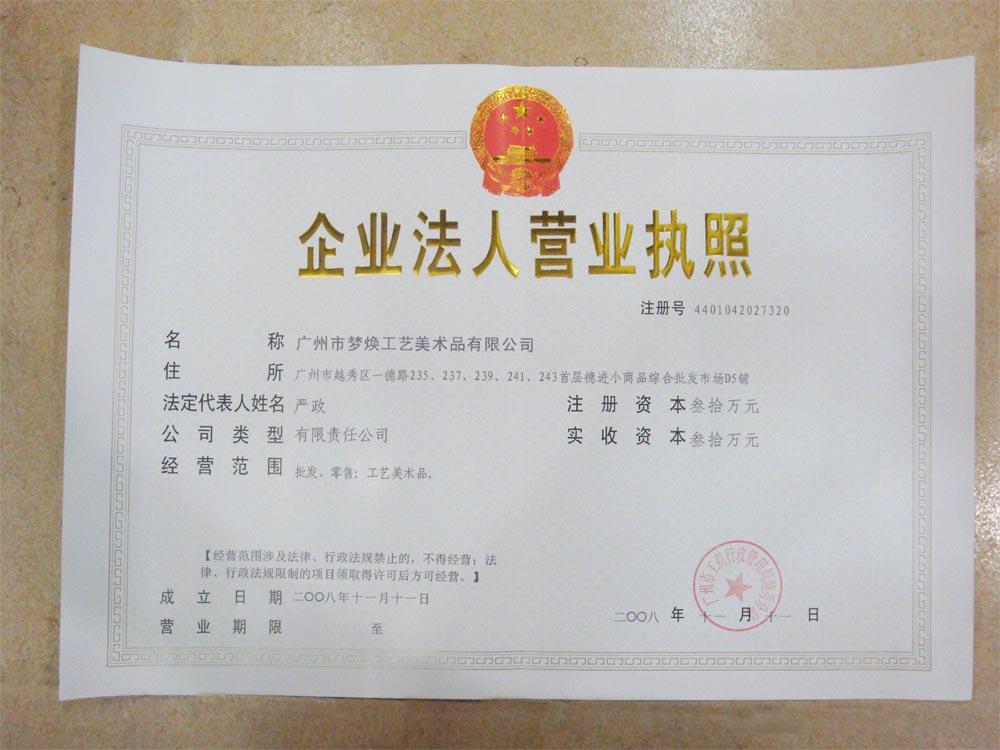 企业法人营业执照
注册号 4401042027320
名称 广州市梦焕工艺美术品有限公司
住所 广州市越秀区一德路235、237、239、241、243首层德进小商品综合批发市场D5铺
法定代表人姓名 严政
注册资本 叁拾万元
公司类型 有限责任公司
实收资本 叁拾万元
经营范围 批发、零售：工艺美术品。
【经营范围涉及法律、行政法规禁止的，不得经营；法
律、行政法规限制的项目须取得许可后方可经营。】
成立日期 二〇〇八年十一月十一日
营业期限 至
广州市工商行政管理局越秀分局
二〇〇八 年 十一 月 十一 日